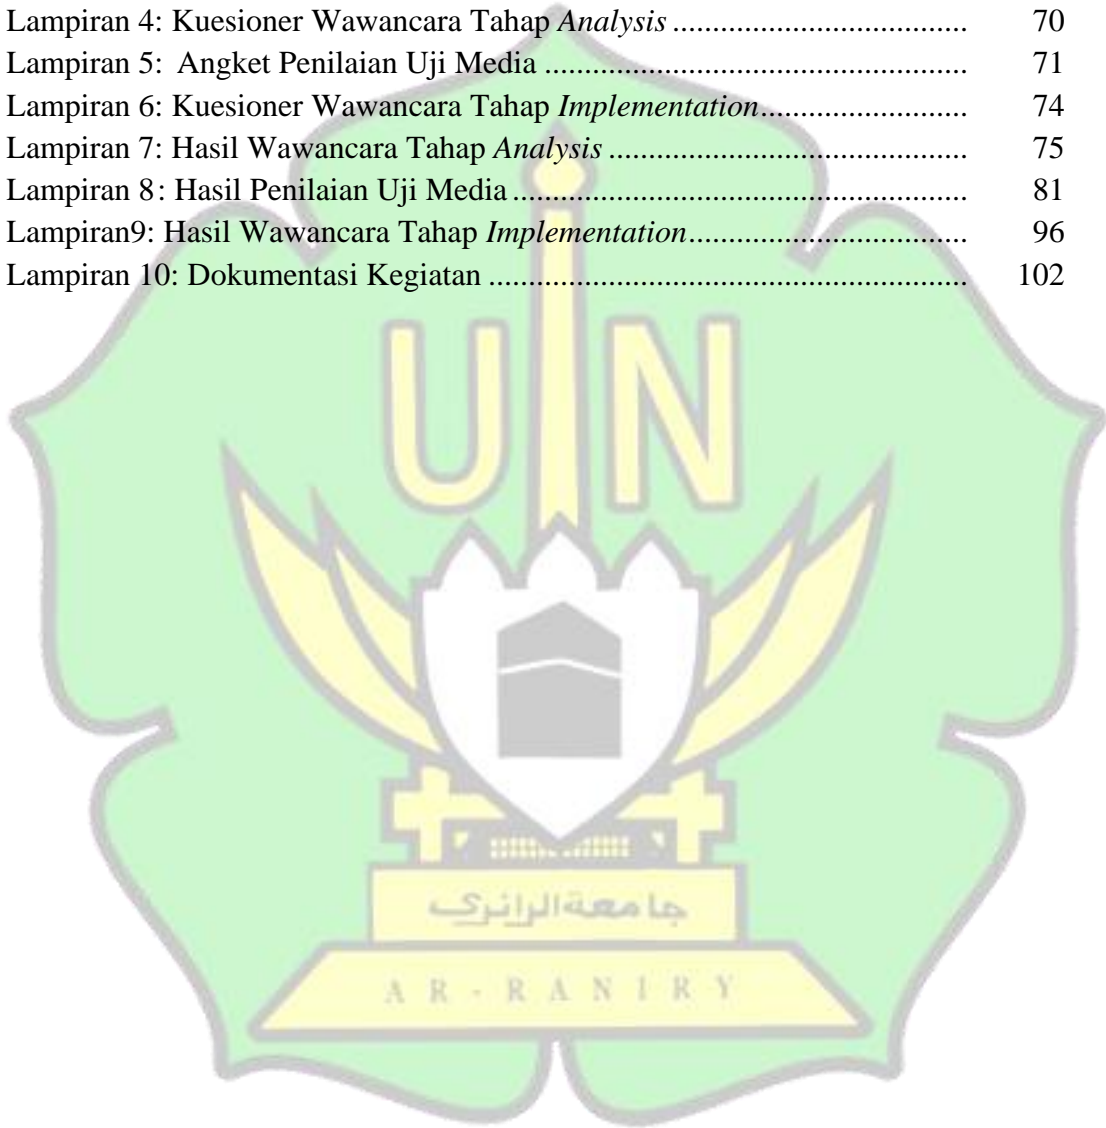 Lampiran 4: Kuesioner Wawancara Tahap Analysis ..................................... 70
Lampiran 5:  Angket Penilaian Uji Media ..................................................... 71
Lampiran 6: Kuesioner Wawancara Tahap Implementation.......................... 74
Lampiran 7: Hasil Wawancara Tahap Analysis ............................................. 75
Lampiran 8: Hasil Penilaian Uji Media ......................................................... 81
Lampiran9: Hasil Wawancara Tahap Implementation................................... 96
Lampiran 10: Dokumentasi Kegiatan ............................................................ 102
UIN
جامعة الرانري
AR-RANIRY